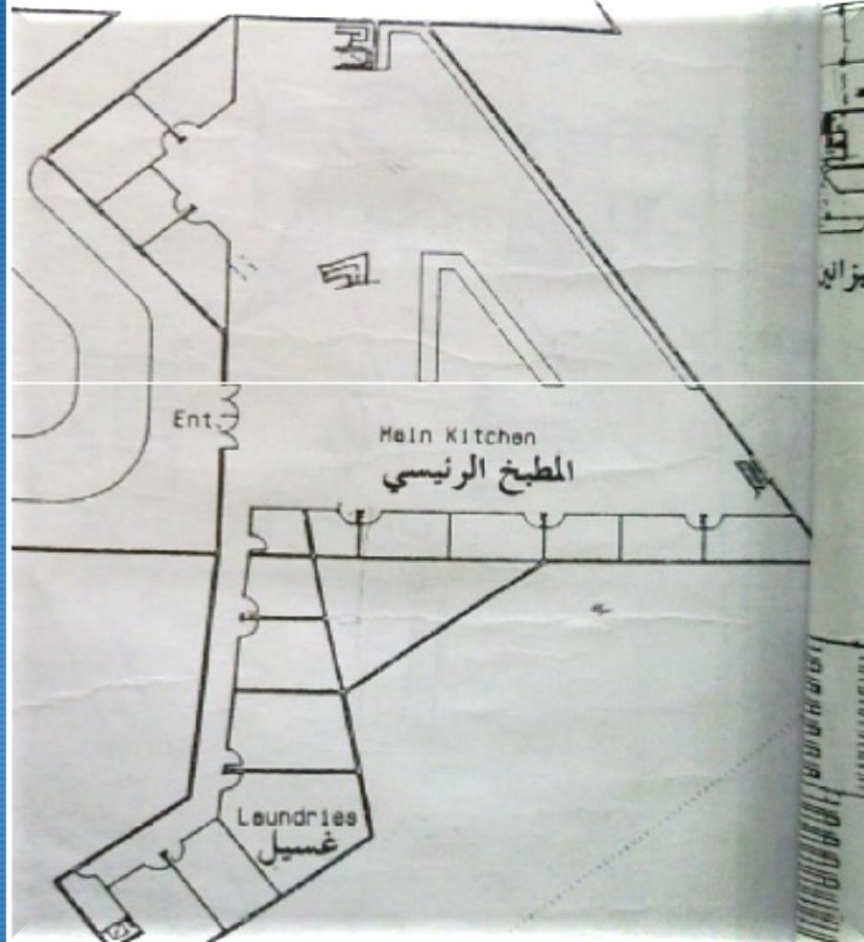 Ent.
Main Kitchen
المطبخ الرئيسي
Laundries
غسيل